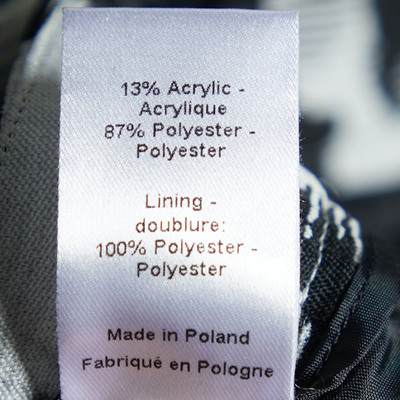 13% Acrylic -
Acrylique
87% Polyester -
Polyester
Lining -
doublure:
100% Polyester -
Polyester
Made in Poland
Fabriqué en Pologne